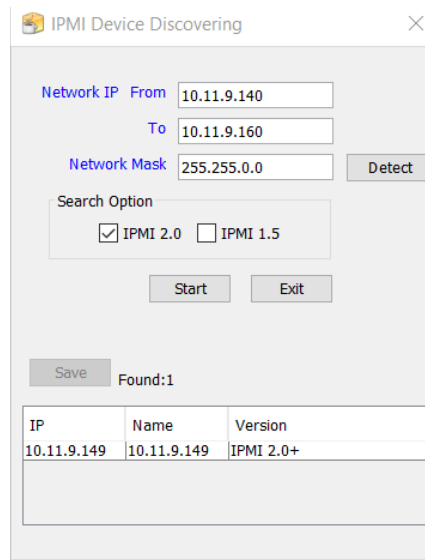 IPMI Device Discovering
Network IP From 10.11.9.140
To 10.11.9.160
Network Mask 255.255.0.0 Detect
Search Option
IPMI 2.0 IPMI 1.5
Start Exit
Save Found:1
IP Name Version
10.11.9.149 10.11.9.149 IPMI 2.0+